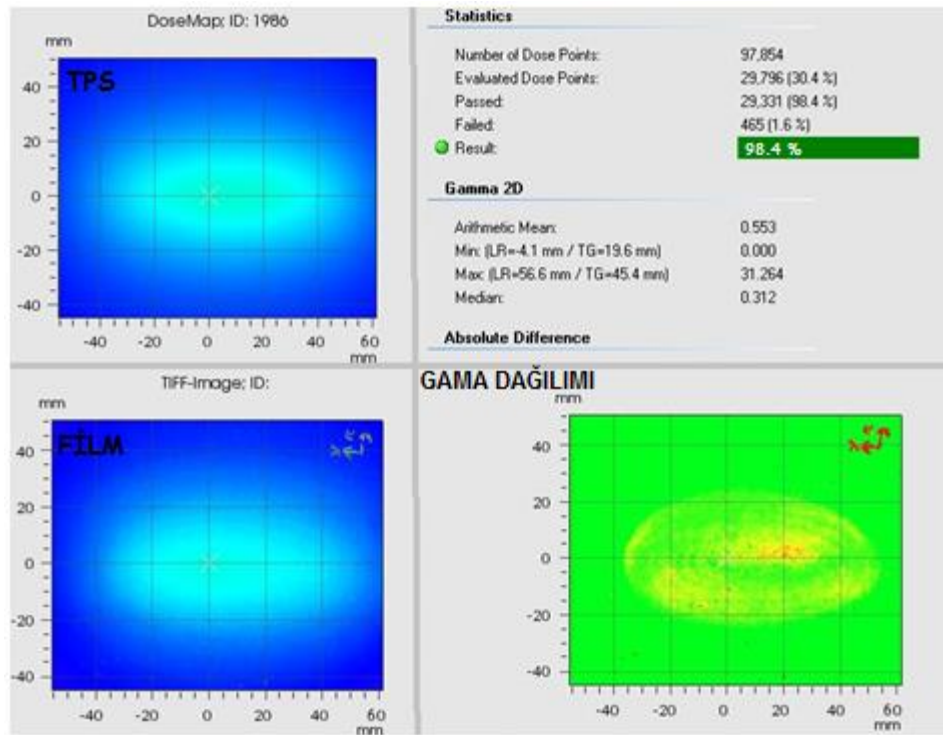 DoseMap; ID: 1986
mm
TPS
40
20
0
-20
-40
-40 -20 0 20 40 60
mm
Statistics
Number of Dose Points: 97,854
Evaluated Dose Points: 29,796 (30.4 %)
Passed: 29,331 (98.4 %)
Failed: 465 (1.6 %)
Result: 98.4 %
Gamma 2D
Arithmetic Mean: 0.553
Min: (LR=-4.1 mm / TG=19.6 mm) 0.000
Max: (LR=56.6 mm / TG=45.4 mm) 31.264
Median: 0.312
Absolute Difference
TIFF-Image; ID:
mm
FİLM
40
20
0
-20
-40
-40 -20 0 20 40 60
mm
GAMA DAĞILIMI
mm
40
20
0
-20
-40
-40 -20 0 20 40 60
mm